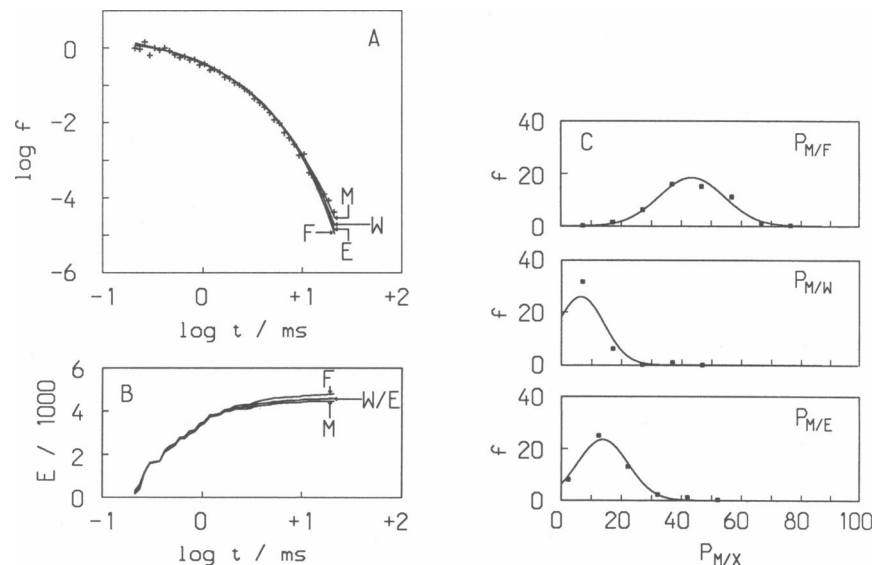 A
0
-2
-4
-6
log f
M
W
F
E
-1 0 +1 +2
log t / ms
B
6
4
2
0
E / 1000
F
W/E
M
-1 0 +1 +2
log t / ms
C
40
20
0
f
P_M/F
40
20
0
f
P_M/W
40
20
0
f
P_M/E
0 20 40 60 80 100
P_M/X